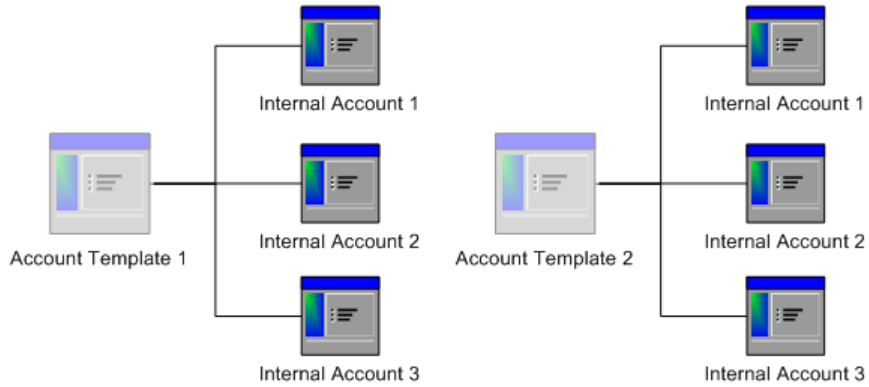 Internal Account 1
Internal Account 2
Account Template 1
Internal Account 3
Internal Account 1
Internal Account 2
Account Template 2
Internal Account 3